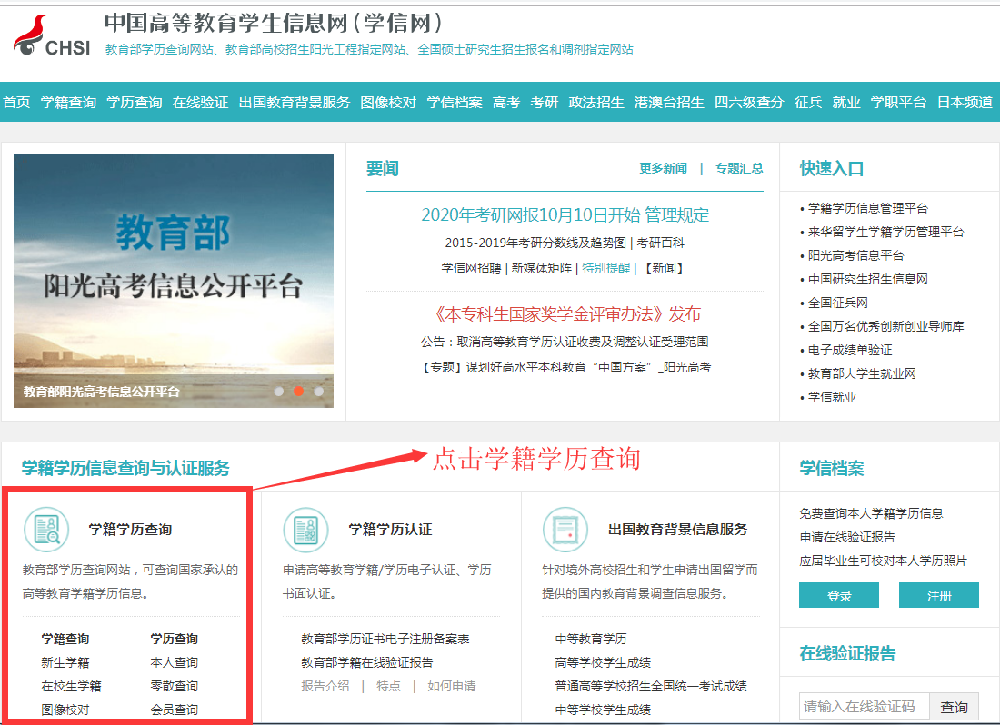 CHSI
中国高等教育学生信息网(学信网)
教育部学历查询网站、教育部高校招生阳光工程指定网站、全国硕士研究生招生报名和调剂指定网站
首页 学籍查询 学历查询 在线验证 出国教育背景服务 图像校对 学信档案 高考 考研 政法招生 港澳台招生 四六级查分 征兵 就业 学职平台 日本频道
教育部
阳光高考信息公开平台
教育部阳光高考信息公开平台
要闻 更多新闻 | 专题汇总
2020年考研网报10月10日开始 管理规定
2015-2019年考研分数线及趋势图 | 考研百科
学信网招聘 | 新媒体矩阵 | 特别提醒 | 【新闻】
《本专科生国家奖学金评审办法》发布
公告：取消高等教育学历认证收费及调整认证受理范围
【专题】谋划好高水平本科教育“中国方案”_阳光高考
快速入口
• 学籍学历信息管理平台
• 来华留学生学籍学历管理平台
• 阳光高考信息平台
• 中国研究生招生信息网
• 全国征兵网
• 全国万名优秀创新创业导师库
• 电子成绩单验证
• 教育部大学生就业网
• 学信就业
学籍学历信息查询与认证服务
点击学籍学历查询
学籍学历查询
教育部学历查询网站，可查询国家承认的
高等教育学籍学历信息。
学籍查询 学历查询
新生学籍 本人查询
在校生学籍 零散查询
图像校对 会员查询
学籍学历认证
申请高等教育学籍/学历电子认证、学历
书面认证。
教育部学历证书电子注册备案表
教育部学籍在线验证报告
报告介绍 | 特点 | 如何申请
出国教育背景信息服务
针对境外高校招生和学生申请出国留学而
提供的国内教育背景调查信息服务。
中等教育学历
高等学校学生成绩
普通高等学校招生全国统一考试成绩
中等学校学生成绩
学信档案
免费查询本人学籍学历信息
申请在线验证报告
应届毕业生可校对本人学历照片
登录 注册
在线验证报告
请输入在线验证码 查询